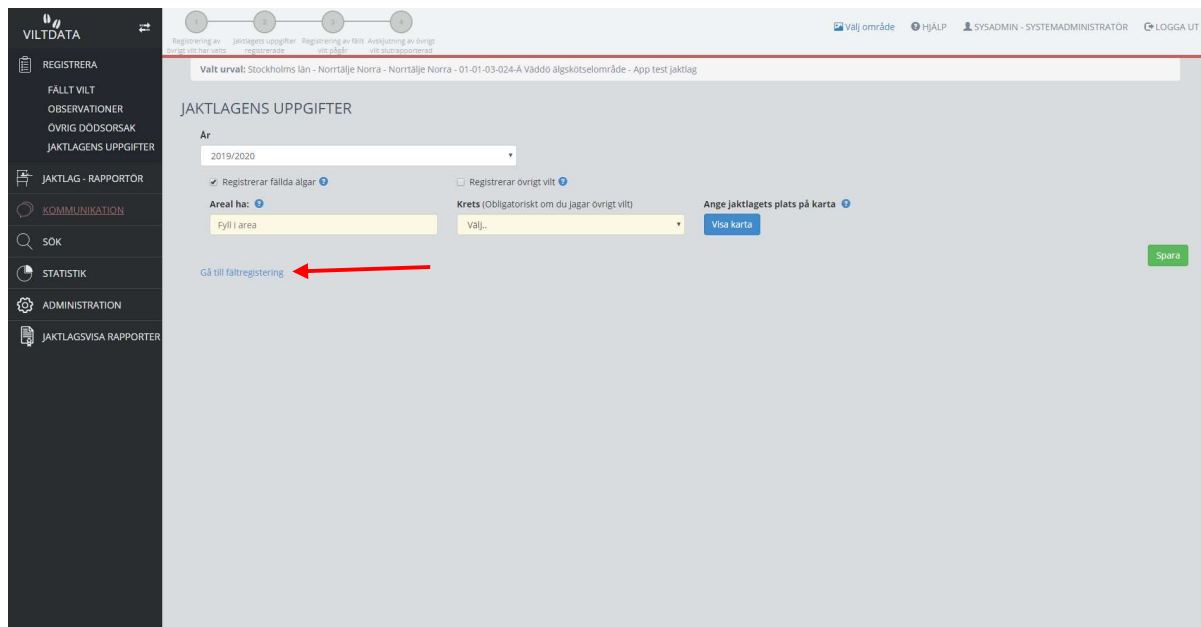 VILTDATA
REGISTRERA
FÄLLT VILT
OBSERVATIONER
ÖVRIG DÖDSORSAK
JAKTLAGENS UPPGIFTER
JAKTLAG - RAPPORTÖR
KOMMUNIKATION
SÖK
STATISTIK
ADMINISTRATION
JAKTLAGSVISA RAPPORTER
1 2 3 4
Registrering av övrigt vilt har valts
Jaktlagets uppgifter registrerade
Registrering av fällt vilt pågår
Avskjutning av övrigt vilt slutrapporterad
Välj område HJÄLP SYSADMIN - SYSTEMADMINISTRATÖR LOGGA UT
Valt urval: Stockholms län - Norrtälje Norra - Norrtälje Norra - 01-01-03-024-Ä Väddö älgskötselområde - App test jaktlag
JAKTLAGENS UPPGIFTER
År
2019/2020
Registrerar fällda älgar Registrerar övrigt vilt
Areal ha: Krets (Obligatoriskt om du jagar övrigt vilt) Ange jaktlagets plats på karta
Fyll i area Välj.. Visa karta
Spara
Gå till fältregistering